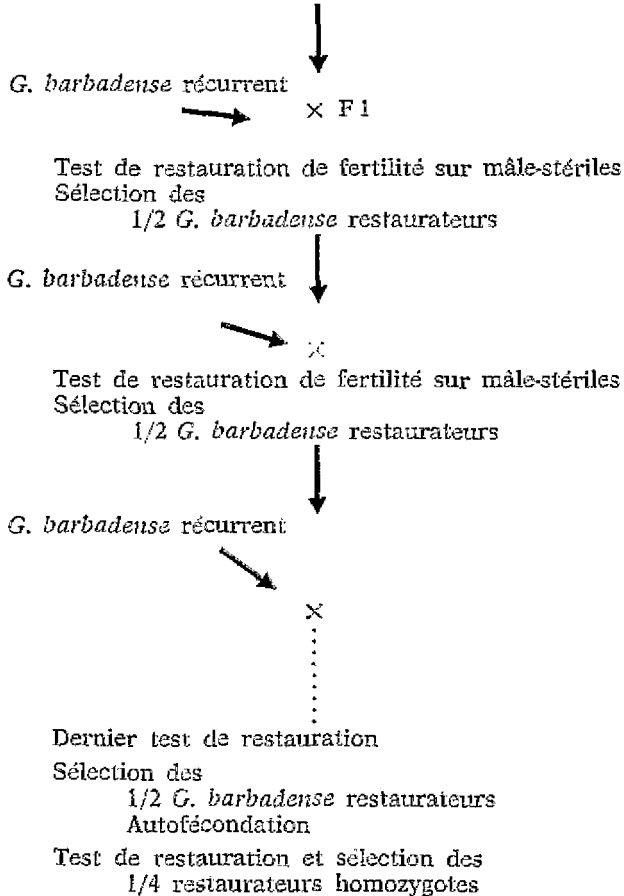 G. barbadense récurrent
× F1
Test de restauration de fertilité sur mâle-stériles
Sélection des
1/2 G. barbadense restaurateurs
G. barbadense récurrent
×
Test de restauration de fertilité sur mâle-stériles
Sélection des
1/2 G. barbadense restaurateurs
G. barbadense récurrent
×
Dernier test de restauration
Sélection des
1/2 G. barbadense restaurateurs
Autofécondation
Test de restauration et sélection des
1/4 restaurateurs homozygotes